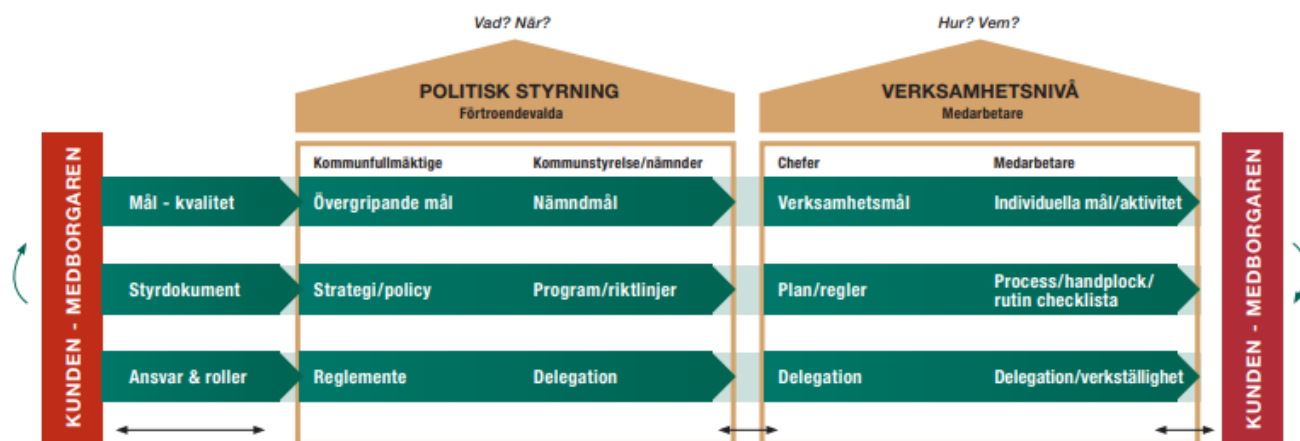 Vad? När?
Hur? Vem?
POLITISK STYRNING
Förtroendevalda
VERKSAMHETSNIVÅ
Medarbetare
KUNDEN - MEDBORGAREN
Kommunfullmäktige
Kommunstyrelse/nämnder
Chefer
Medarbetare
Mål - kvalitet
Övergripande mål
Nämndmål
Verksamhetsmål
Individuella mål/aktivitet
Styrdokument
Strategi/policy
Program/riktlinjer
Plan/regler
Process/handplock/
rutin checklista
Ansvar & roller
Reglemente
Delegation
Delegation
Delegation/verkställighet
KUNDEN - MEDBORGAREN